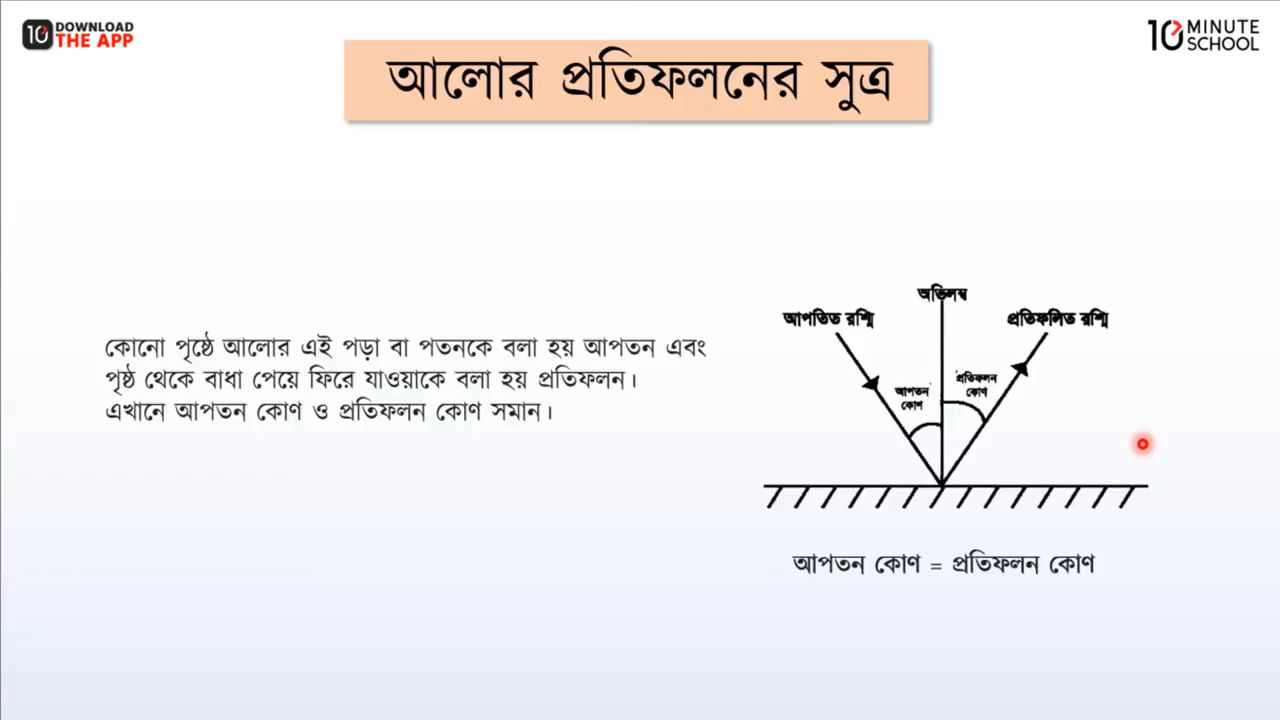 DOWNLOAD
THE APP
10 MINUTE
SCHOOL
আলোর প্রতিফলনের সুত্র
কোনো পৃষ্ঠে আলোর এই পড়া বা পতনকে বলা হয় আপতন এবং
পৃষ্ঠ থেকে বাধা পেয়ে ফিরে যাওয়াকে বলা হয় প্রতিফলন।
এখানে আপতন কোণ ও প্রতিফলন কোণ সমান।
অভিলম্ব
আপতিত রশ্মি
প্রতিফলিত রশ্মি
আপতন
কোণ
প্রতিফলন
কোণ
আপতন কোণ = প্রতিফলন কোণ